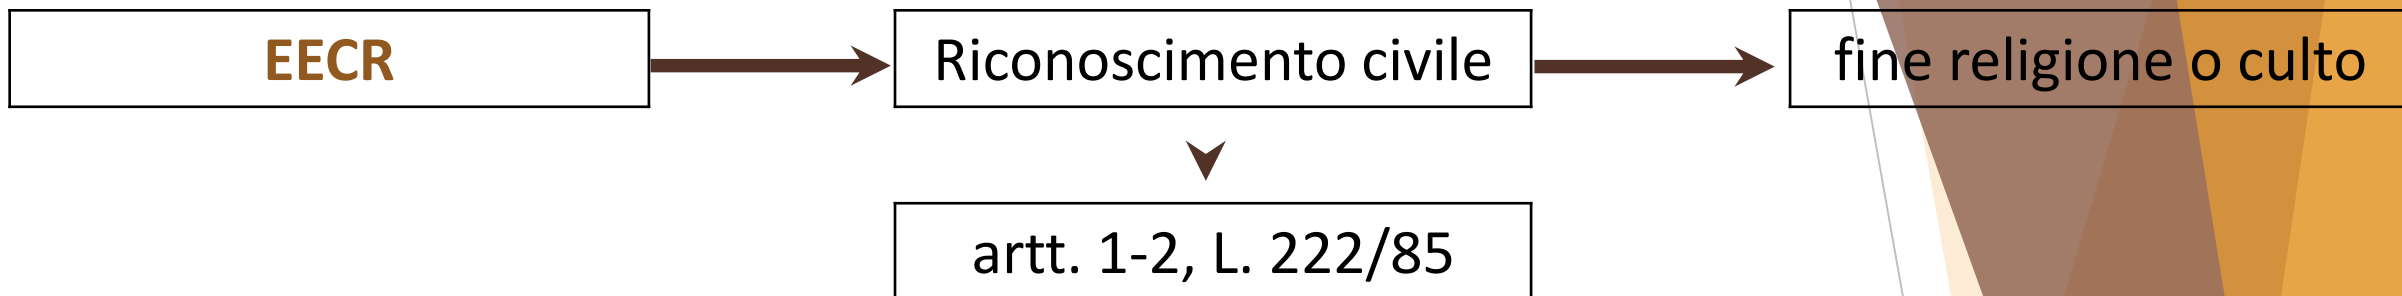 EECR
Riconoscimento civile
fine religione o culto
artt. 1-2, L. 222/85